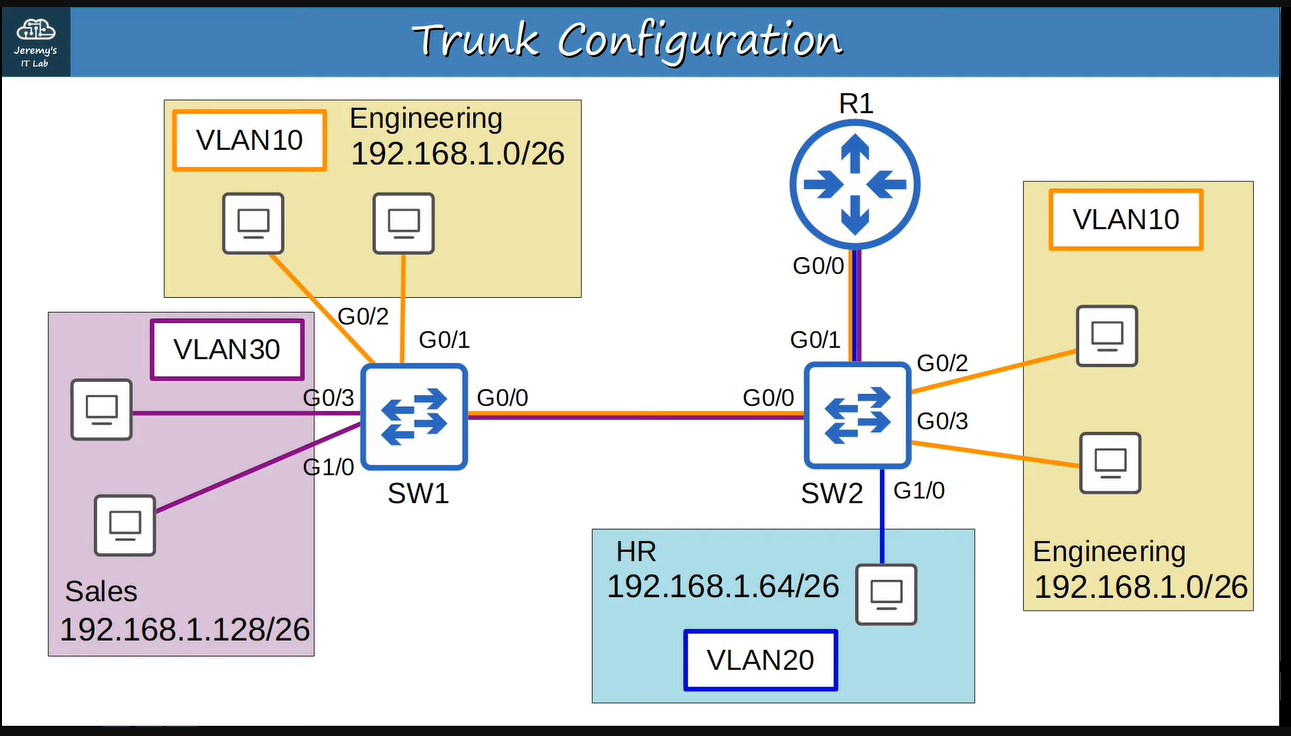 Jeremy's
IT Lab
Trunk Configuration
VLAN10
Engineering
192.168.1.0/26
R1
G0/0
G0/1
VLAN10
G0/2
G0/1
VLAN30
G0/3
G0/0
G0/0
G0/2
G0/3
G1/0
SW1
SW2
G1/0
Sales
192.168.1.128/26
HR
192.168.1.64/26
VLAN20
Engineering
192.168.1.0/26